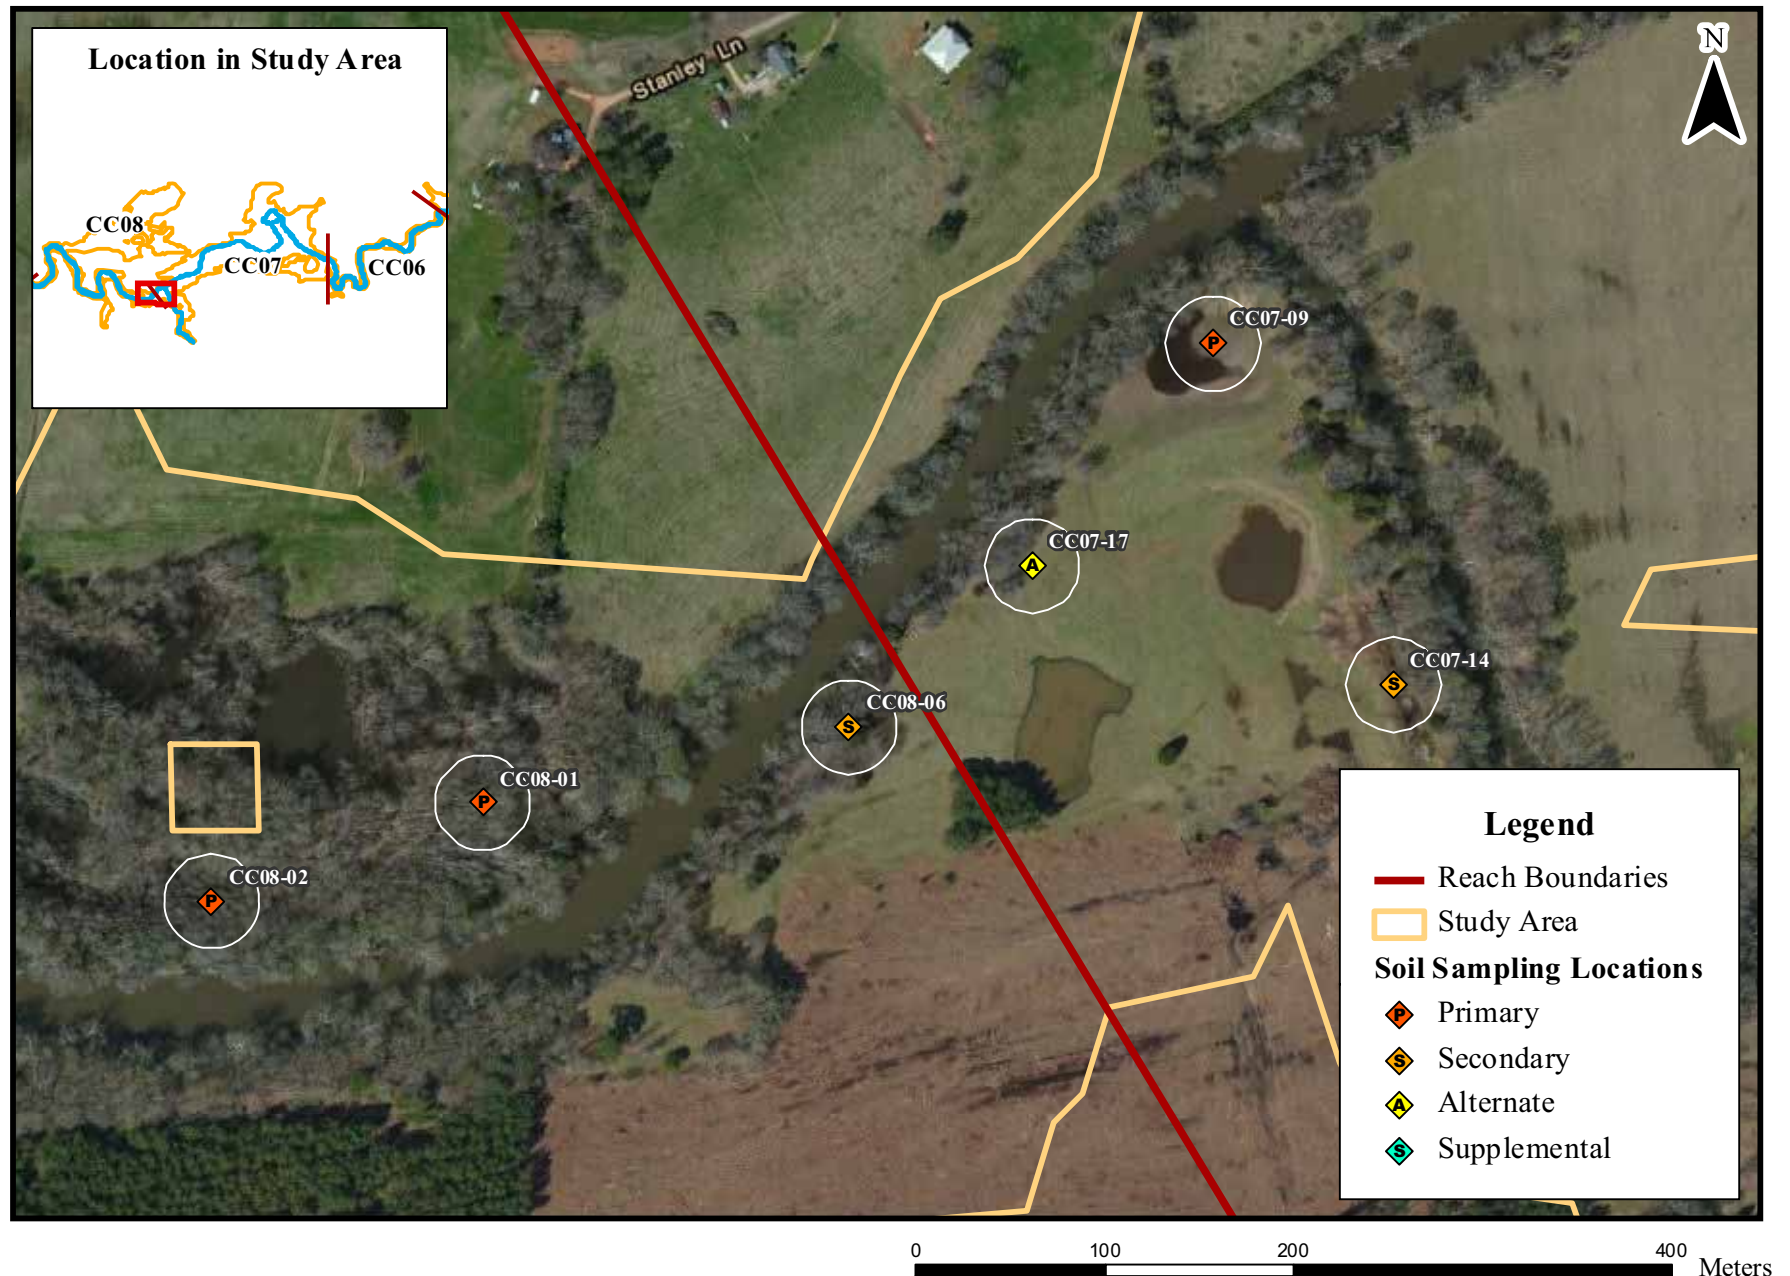 Location in Study Area
CC08
CC07
CC06
Stanley Ln
N
CC07-09
P
CC07-17
A
CC07-14
S
CC08-06
S
CC08-01
P
CC08-02
P
Legend
Reach Boundaries
Study Area
Soil Sampling Locations
P Primary
S Secondary
A Alternate
S Supplemental
0 100 200 400
Meters